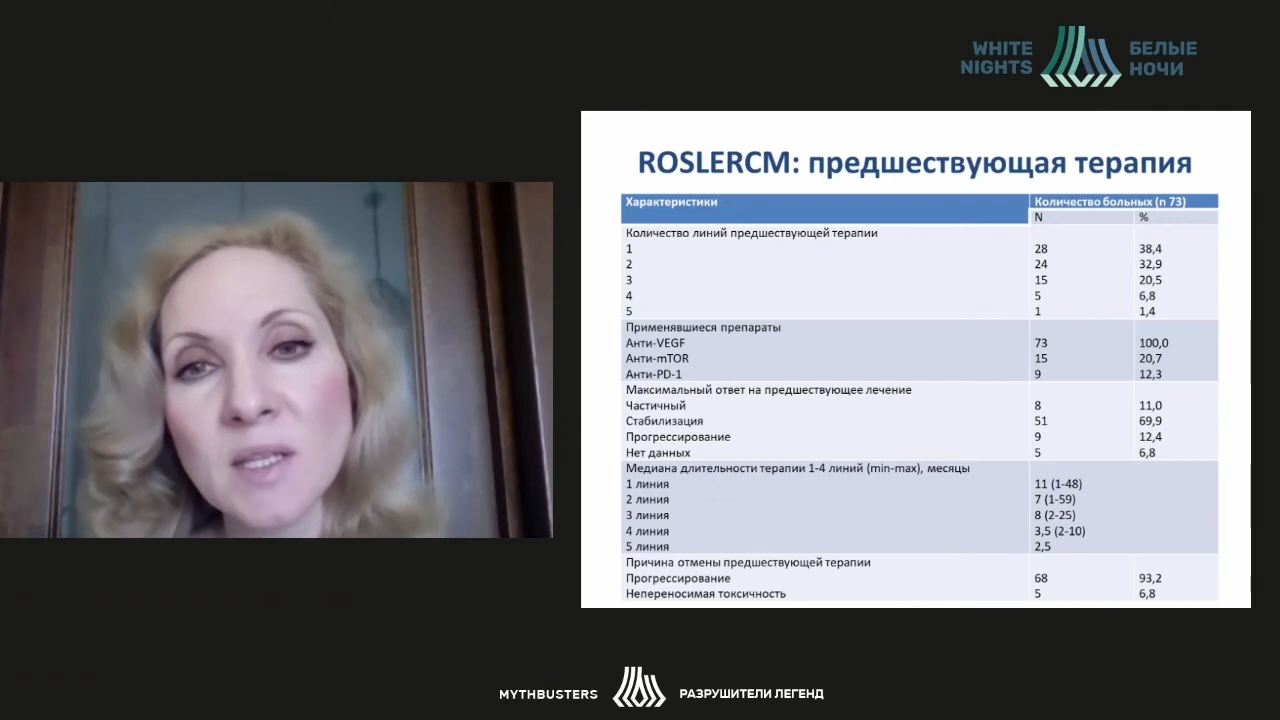 WHITE NIGHTS
БЕЛЫЕ НОЧИ
ROSLERCM: предшествующая терапия
Характеристики Количество больных (n 73)
N %
Количество линий предшествующей терапии
1 28 38,4
2 24 32,9
3 15 20,5
4 5 6,8
5 1 1,4
Применявшиеся препараты
Анти-VEGF 73 100,0
Анти-mTOR 15 20,7
Анти-PD-1 9 12,3
Максимальный ответ на предшествующее лечение
Частичный 8 11,0
Стабилизация 51 69,9
Прогрессирование 9 12,4
Нет данных 5 6,8
Медиана длительности терапии 1-4 линий (min-max), месяцы
1 линия 11 (1-48)
2 линия 7 (1-59)
3 линия 8 (2-25)
4 линия 3,5 (2-10)
5 линия 2,5
Причина отмены предшествующей терапии
Прогрессирование 68 93,2
Непереносимая токсичность 5 6,8
MYTHBUSTERS РАЗРУШИТЕЛИ ЛЕГЕНД